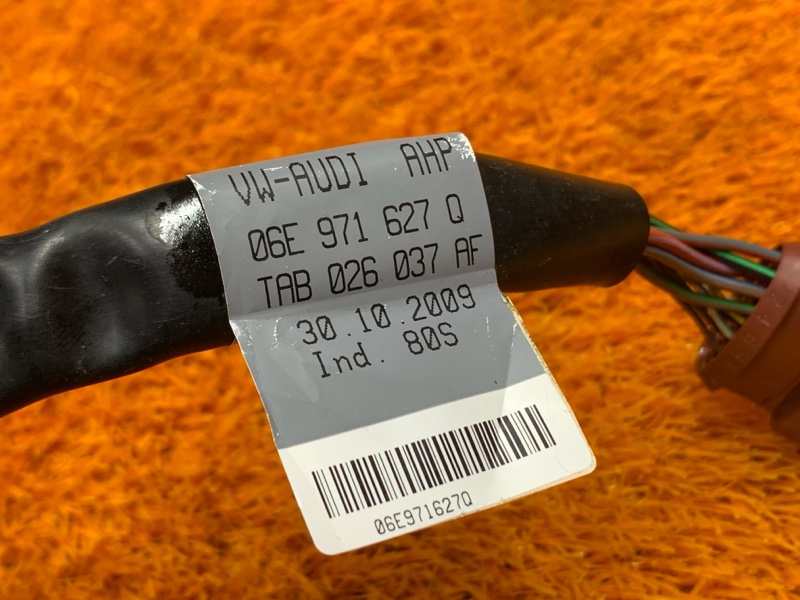 VW-AUDI AHP
06E 971 627 Q
TAB 026 037 AF
30.10.2009
Ind. 80S
06E971627Q